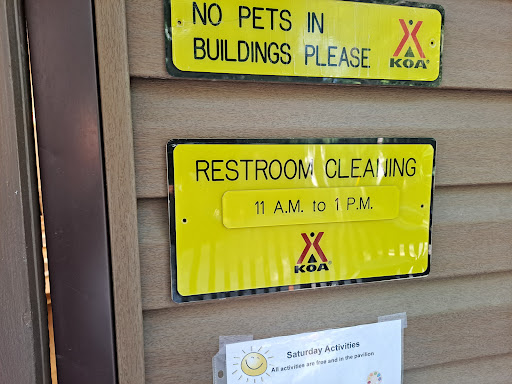 NO PETS IN
BUILDINGS PLEASE
KOA®
RESTROOM CLEANING
11 A.M. to 1 P.M.
KOA
Saturday Activities
All activities are free and in the pavilion